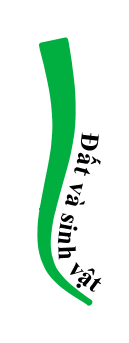 Đất và sinh vật